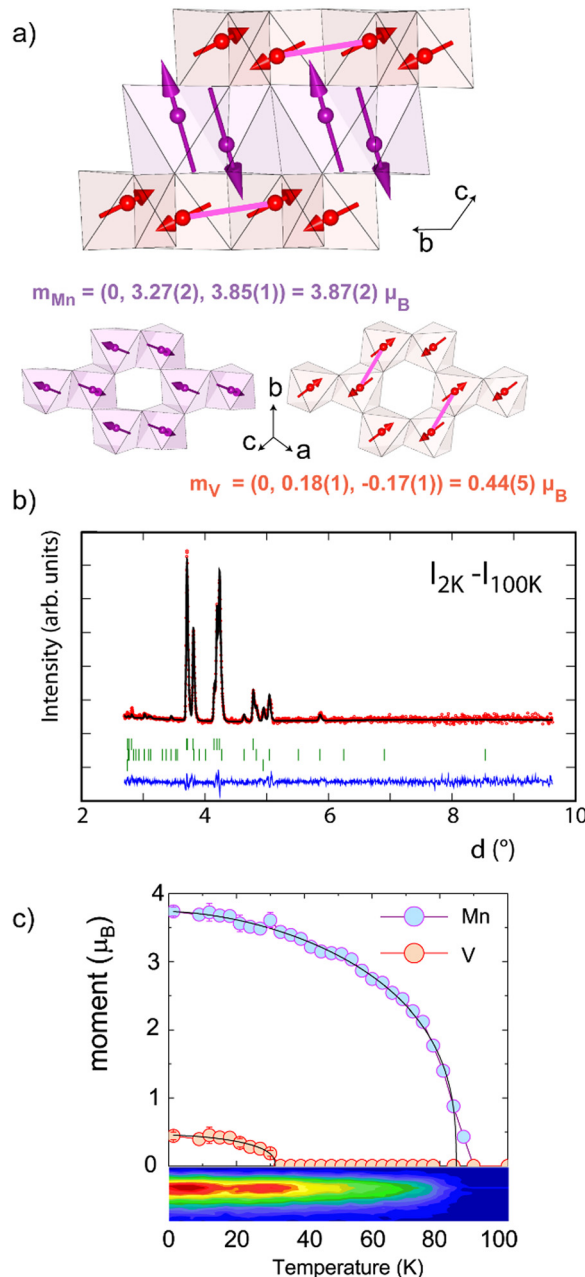 a)
c
b
m_Mn = (0, 3.27(2), 3.85(1)) = 3.87(2) μ_B
b
c
a
m_V = (0, 0.18(1), -0.17(1)) = 0.44(5) μ_B
b)
I_2K - I_100K
Intensity (arb. units)
2 4 6 8 10
d (º)
c)
4
Mn
V
3
moment (μ_B)
2
1
0
0 20 40 60 80 100
Temperature (K)